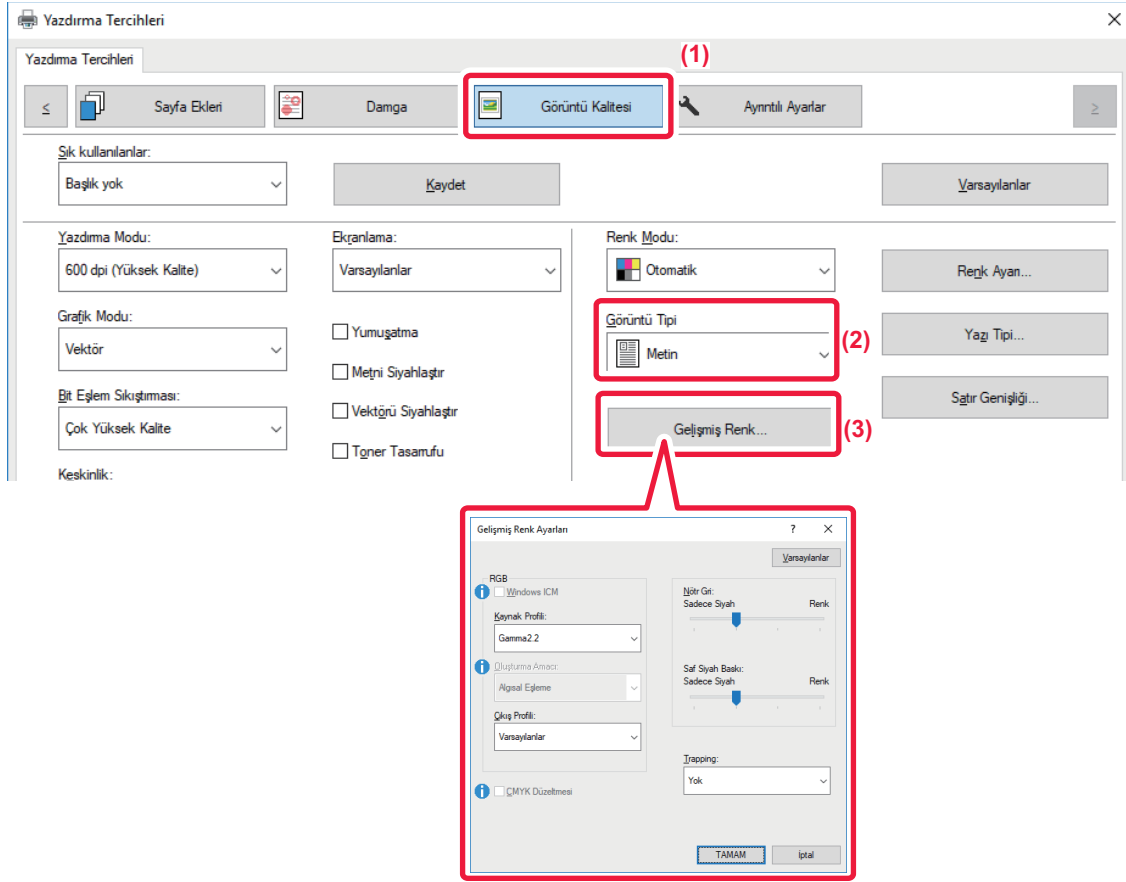 Yazdırma Tercihleri
Yazdırma Tercihleri
(1)
≤
Sayfa Ekleri
Damga
Görüntü Kalitesi
Ayrıntılı Ayarlar
≥
Sık kullanılanlar:
Başlık yok
Kaydet
Varsayılanlar
Yazdırma Modu:
600 dpi (Yüksek Kalite)
Ekranlama:
Varsayılanlar
Renk Modu:
Otomatik
Renk Ayarı...
Grafik Modu:
Vektör
Yumuşatma
Görüntü Tipi
Metin
(2)
Yazı Tipi...
Metni Siyahlaştır
Bit Eşlem Sıkıştırması:
Çok Yüksek Kalite
Vektörü Siyahlaştır
Toner Tasarrufu
Gelişmiş Renk...
(3)
Satır Genişliği...
Keskinlik:
Gelişmiş Renk Ayarları
?
Varsayılanlar
RGB
Windows ICM
Kaynak Profili:
Gamma2.2
Oluşturma Amacı:
Algısal Eşleme
Çıkış Profili:
Varsayılanlar
CMYK Düzeltmesi
Nötr Gri:
Sadece Siyah Renk
Saf Siyah Baskı:
Sadece Siyah Renk
Trapping:
Yok
TAMAM
İptal